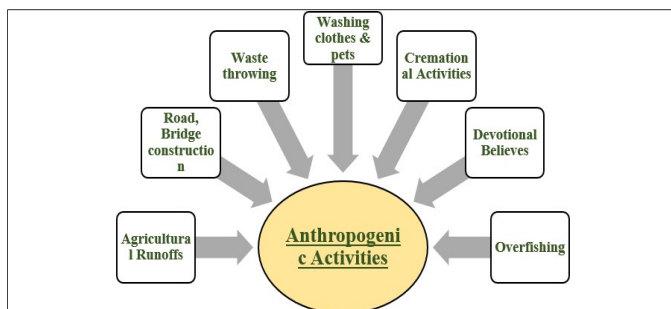 Washing
clothes &
pets
Waste
throwing
Cremation
al Activities
Road,
Bridge
constructio
n
Devotional
Believes
Agricultura
l Runoffs
Anthropogeni
c Activities
Overfishing